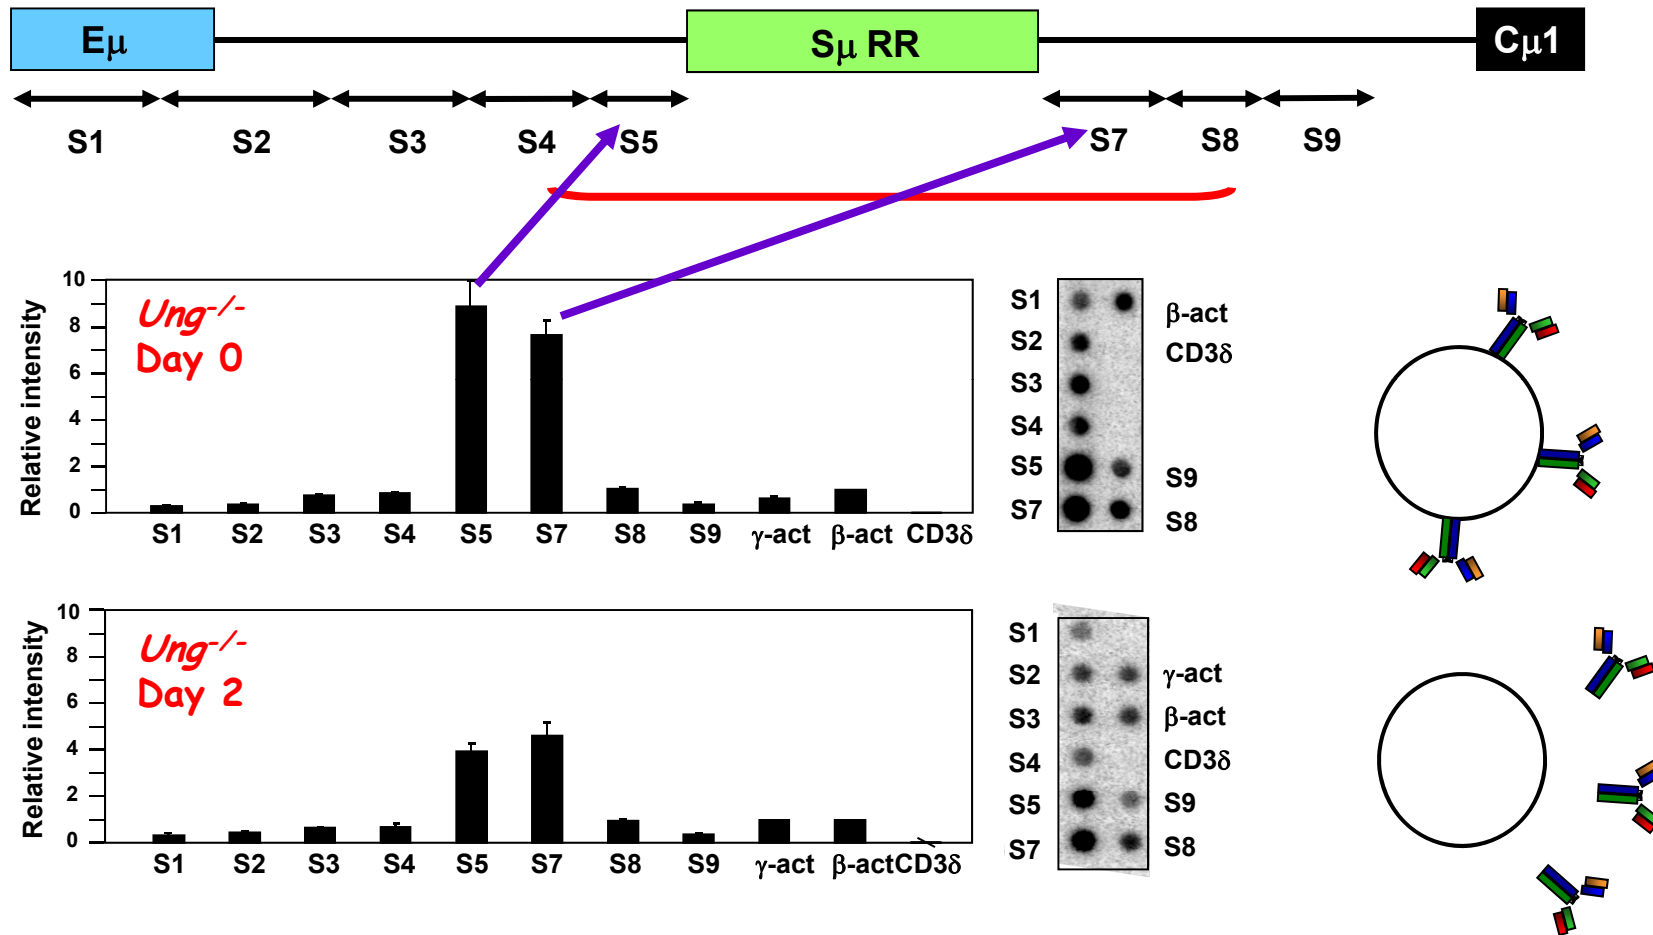 Eμ
Sμ RR
Cμ1
S1 S2 S3 S4 S5 S7 S8 S9
Relative intensity
10
8
6
4
2
0
Ung-/-
Day 0
S1 S2 S3 S4 S5 S7 S8 S9 γ-act β-act CD3δ
S1
S2
S3
S4
S5
S7
β-act
CD3δ
S9
S8
Relative intensity
10
8
6
4
2
0
Ung-/-
Day 2
S1 S2 S3 S4 S5 S7 S8 S9 γ-act β-actCD3δ
S1
S2
S3
S4
S5
S7
γ-act
β-act
CD3δ
S9
S8